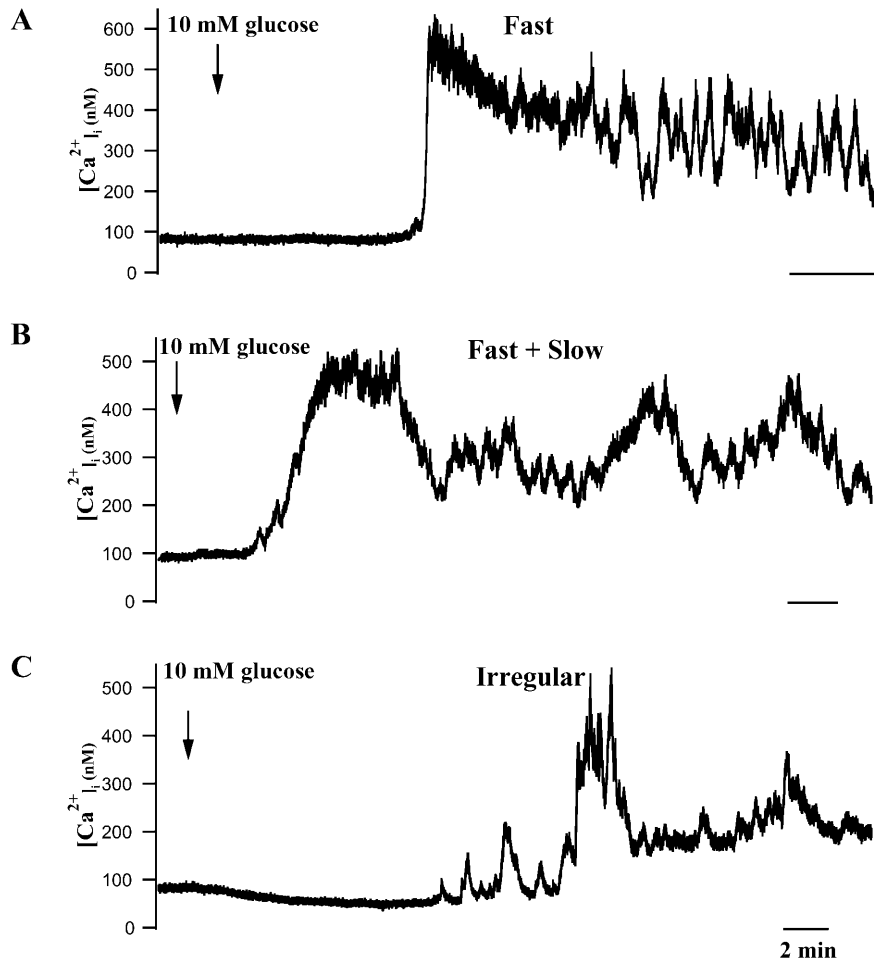 A
10 mM glucose
Fast
600
500
400
300
200
100
0
[Ca2+]i (nM)
B
10 mM glucose
Fast + Slow
500
400
300
200
100
0
[Ca2+]i (nM)
C
10 mM glucose
Irregular
500
400
300
200
100
0
[Ca2+]i (nM)
2 min